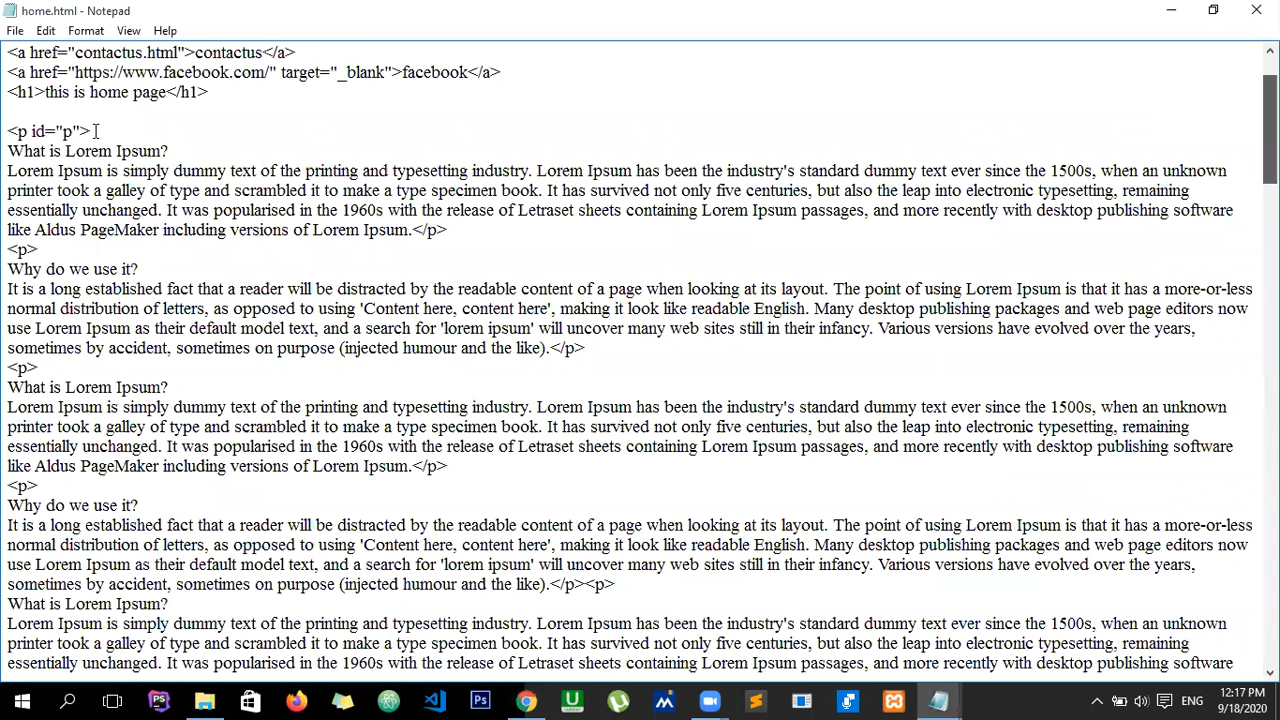 home.html - Notepad
File Edit Format View Help
<a href="contactus.html">contactus</a>
<a href="https://www.facebook.com/" target="_blank">facebook</a>
<h1>this is home page</h1>
<p id="p">
What is Lorem Ipsum?
Lorem Ipsum is simply dummy text of the printing and typesetting industry. Lorem Ipsum has been the industry's standard dummy text ever since the 1500s, when an unknown
printer took a galley of type and scrambled it to make a type specimen book. It has survived not only five centuries, but also the leap into electronic typesetting, remaining
essentially unchanged. It was popularised in the 1960s with the release of Letraset sheets containing Lorem Ipsum passages, and more recently with desktop publishing software
like Aldus PageMaker including versions of Lorem Ipsum.</p>
<p>
Why do we use it?
It is a long established fact that a reader will be distracted by the readable content of a page when looking at its layout. The point of using Lorem Ipsum is that it has a more-or-less
normal distribution of letters, as opposed to using 'Content here, content here', making it look like readable English. Many desktop publishing packages and web page editors now
use Lorem Ipsum as their default model text, and a search for 'lorem ipsum' will uncover many web sites still in their infancy. Various versions have evolved over the years,
sometimes by accident, sometimes on purpose (injected humour and the like).</p>
<p>
What is Lorem Ipsum?
Lorem Ipsum is simply dummy text of the printing and typesetting industry. Lorem Ipsum has been the industry's standard dummy text ever since the 1500s, when an unknown
printer took a galley of type and scrambled it to make a type specimen book. It has survived not only five centuries, but also the leap into electronic typesetting, remaining
essentially unchanged. It was popularised in the 1960s with the release of Letraset sheets containing Lorem Ipsum passages, and more recently with desktop publishing software
like Aldus PageMaker including versions of Lorem Ipsum.</p>
<p>
Why do we use it?
It is a long established fact that a reader will be distracted by the readable content of a page when looking at its layout. The point of using Lorem Ipsum is that it has a more-or-less
normal distribution of letters, as opposed to using 'Content here, content here', making it look like readable English. Many desktop publishing packages and web page editors now
use Lorem Ipsum as their default model text, and a search for 'lorem ipsum' will uncover many web sites still in their infancy. Various versions have evolved over the years,
sometimes by accident, sometimes on purpose (injected humour and the like).</p><p>
What is Lorem Ipsum?
Lorem Ipsum is simply dummy text of the printing and typesetting industry. Lorem Ipsum has been the industry's standard dummy text ever since the 1500s, when an unknown
printer took a galley of type and scrambled it to make a type specimen book. It has survived not only five centuries, but also the leap into electronic typesetting, remaining
essentially unchanged. It was popularised in the 1960s with the release of Letraset sheets containing Lorem Ipsum passages, and more recently with desktop publishing software
PS
Ps
U
ENG
12:17 PM
9/18/2020